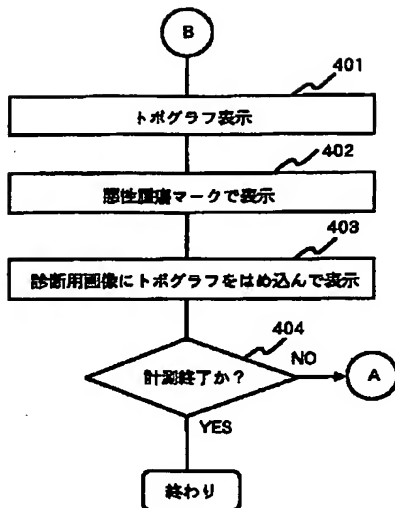 B
401
トポグラフ表示
402
悪性腫瘍マークで表示
403
診断用画像にトポグラフをはめ込んで表示
404
計測終了か？
NO
A
YES
終わり